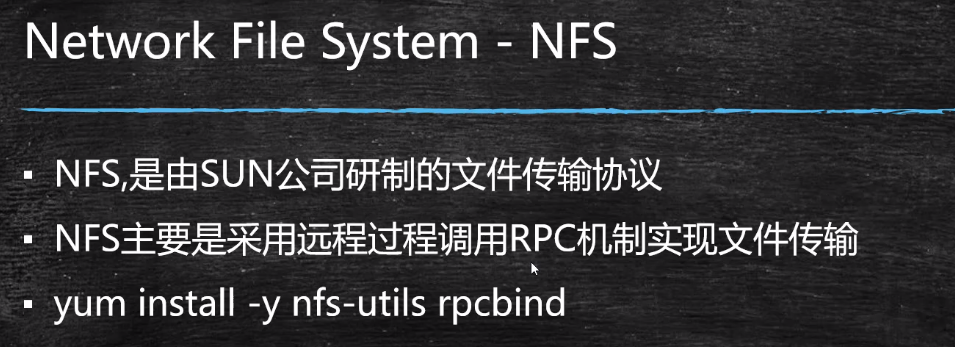 Network File System - NFS
▪ NFS,是由SUN公司研制的文件传输协议
▪ NFS主要是采用远程过程调用RPC机制实现文件传输
▪ yum install -y nfs-utils rpcbind